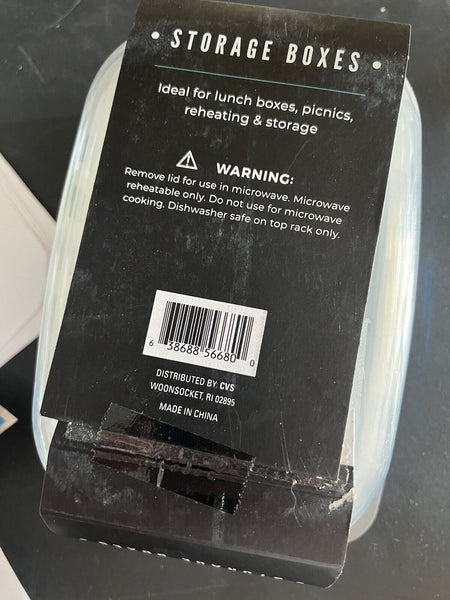 • STORAGE BOXES •
Ideal for lunch boxes, picnics,
reheating & storage
WARNING:
Remove lid for use in microwave. Microwave
reheatable only. Do not use for microwave
cooking. Dishwasher safe on top rack only.
6 38688 56680 0
DISTRIBUTED BY: CVS
WOONSOCKET, RI 02895
MADE IN CHINA